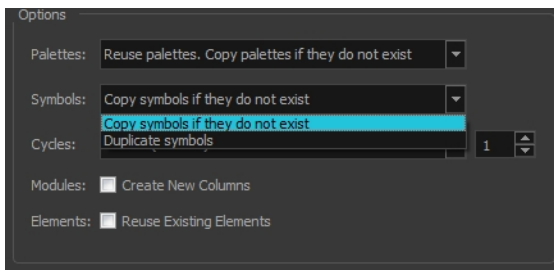 Options
Palettes: Reuse palettes. Copy palettes if they do not exist
Symbols: Copy symbols if they do not exist
Copy symbols if they do not exist
Duplicate symbols
Cycles: 1
Modules: Create New Columns
Elements: Reuse Existing Elements